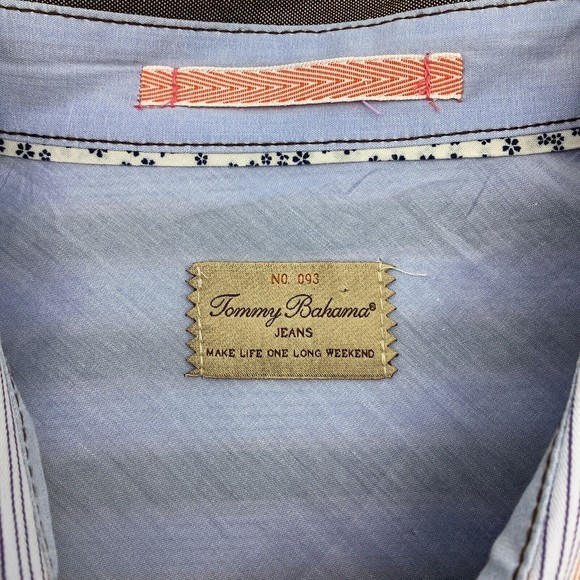 NO. 093
Tommy Bahama®
JEANS
MAKE LIFE ONE LONG WEEKEND